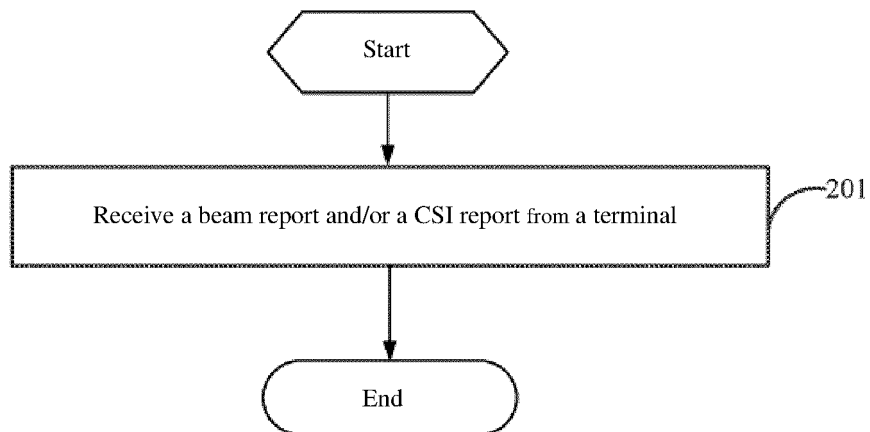 Start
Receive a beam report and/or a CSI report from a terminal
201
End